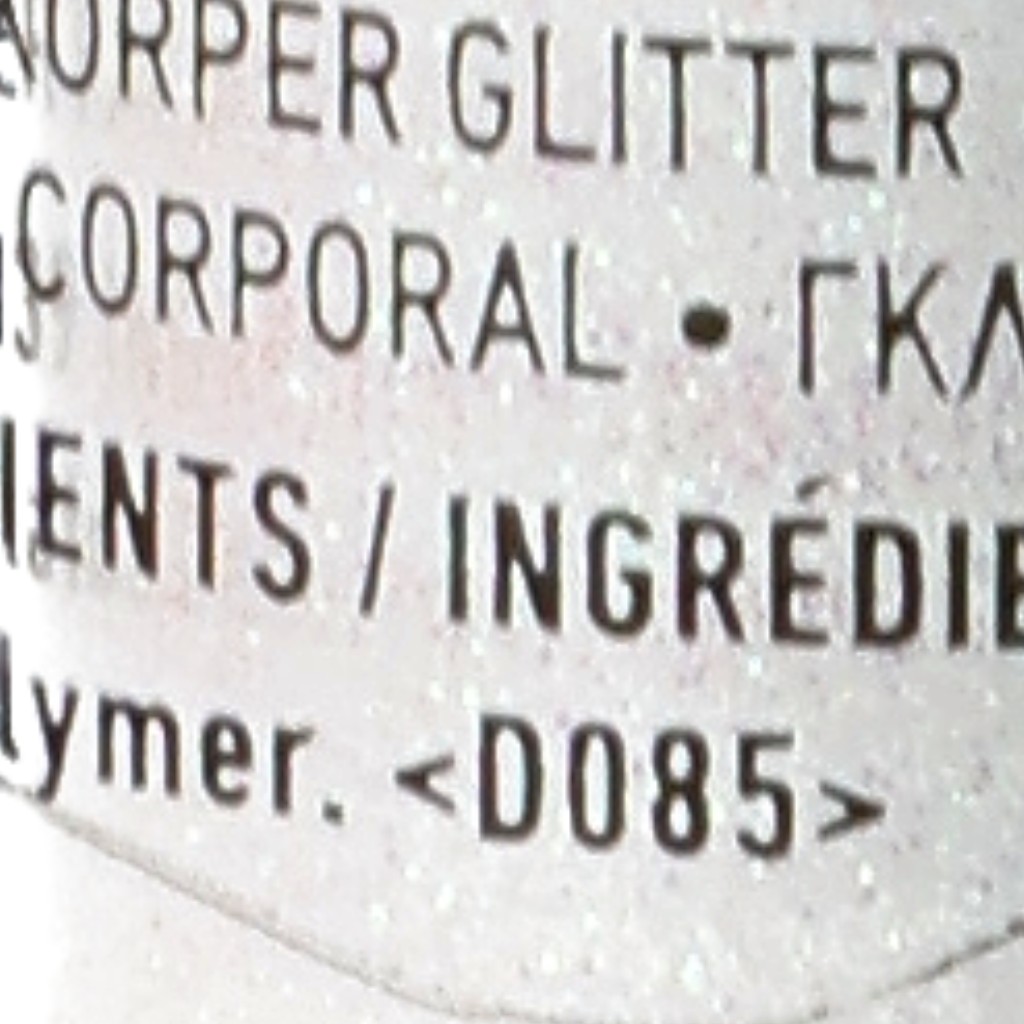 KÖRPER GLITTER
CORPORAL • ΓΚΛ
IENTS / INGRÉDIE
lymer. <D085>